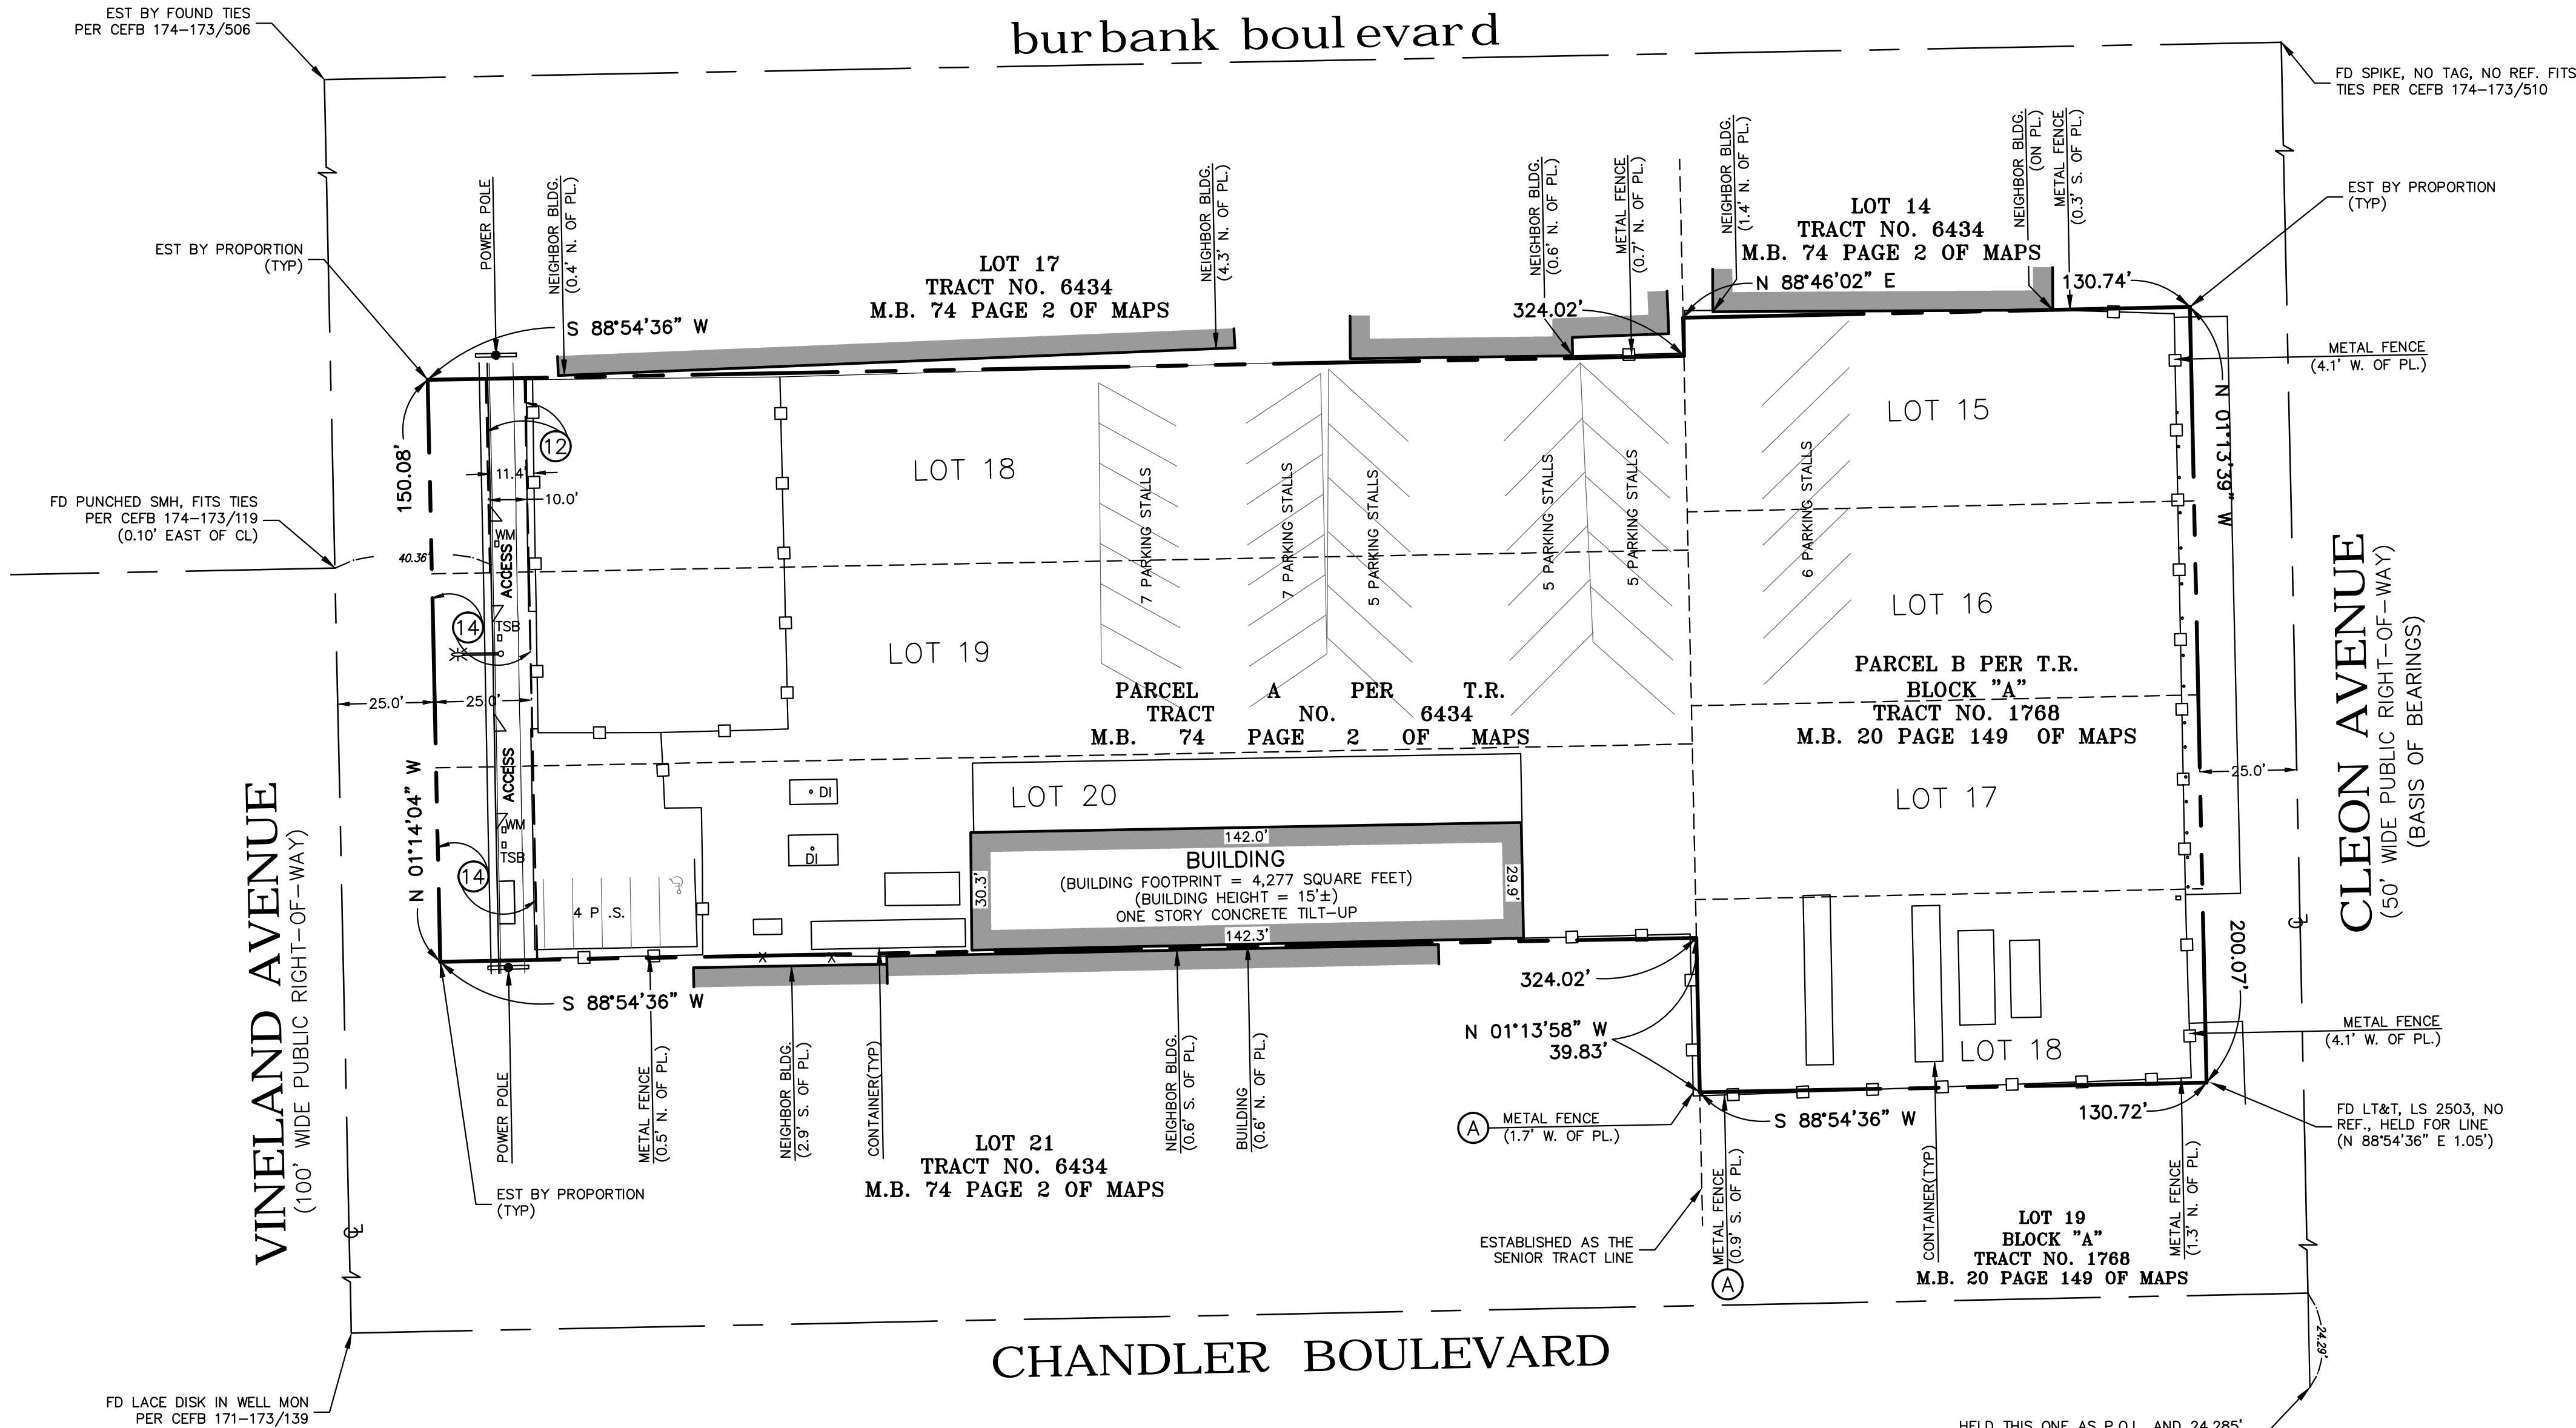 EST BY FOUND TIES
PER CEFB 174-173/506
burbank boulevard
FD SPIKE, NO TAG, NO REF. FITS
TIES PER CEFB 174-173/510
EST BY PROPORTION
(TYP)
POWER POLE
NEIGHBOR BLDG.
(0.4' N. OF PL.)
NEIGHBOR BLDG.
(4.3' N. OF PL.)
NEIGHBOR BLDG.
(0.6' N. OF PL.)
METAL FENCE
(0.7' N. OF PL.)
NEIGHBOR BLDG.
(1.4' N. OF PL.)
NEIGHBOR BLDG.
(ON PL.)
METAL FENCE
(0.3' S. OF PL.)
EST BY PROPORTION
(TYP)
LOT 17
TRACT NO. 6434
M.B. 74 PAGE 2 OF MAPS
LOT 14
TRACT NO. 6434
M.B. 74 PAGE 2 OF MAPS
S 88°54'36" W
324.02'
N 88°46'02" E
130.74'
METAL FENCE
(4.1' W. OF PL.)
N 01°13'39" W
150.08'
12
11.4'
10.0'
LOT 18
LOT 15
7 PARKING STALLS
7 PARKING STALLS
5 PARKING STALLS
5 PARKING STALLS
5 PARKING STALLS
6 PARKING STALLS
FD PUNCHED SMH, FITS TIES
PER CEFB 174-173/119
(0.10' EAST OF CL)
40.36'
WM
ACCESS
14
TSB
LOT 19
LOT 16
25.0'
25.0'
PARCEL A PER T.R.
TRACT NO. 6434
M.B. 74 PAGE 2 OF MAPS
PARCEL B PER T.R.
BLOCK "A"
TRACT NO. 1768
M.B. 20 PAGE 149 OF MAPS
CLEON AVENUE
(50' WIDE PUBLIC RIGHT-OF-WAY)
(BASIS OF BEARINGS)
25.0'
VINELAND AVENUE
(100' WIDE PUBLIC RIGHT-OF-WAY)
N 01°14'04" W
ACCESS
WM
TSB
14
DI
DI
LOT 20
LOT 17
142.0'
BUILDING
(BUILDING FOOTPRINT = 4,277 SQUARE FEET)
(BUILDING HEIGHT = 15'±)
ONE STORY CONCRETE TILT-UP
30.3'
29.9'
142.3'
4 P .S.
X
X
S 88°54'36" W
324.02'
N 01°13'58" W
39.83'
200.07'
METAL FENCE
(4.1' W. OF PL.)
LOT 18
POWER POLE
METAL FENCE
(0.5' N. OF PL.)
NEIGHBOR BLDG.
(2.9' S. OF PL.)
CONTAINER(TYP)
NEIGHBOR BLDG.
(0.6' S. OF PL.)
BUILDING
(0.6' N. OF PL.)
LOT 21
TRACT NO. 6434
M.B. 74 PAGE 2 OF MAPS
A
METAL FENCE
(1.7' W. OF PL.)
S 88°54'36" W
130.72'
FD LT&T, LS 2503, NO
REF., HELD FOR LINE
(N 88°54'36" E 1.05')
EST BY PROPORTION
(TYP)
ESTABLISHED AS THE
SENIOR TRACT LINE
METAL FENCE
(0.9' S. OF PL.)
A
CONTAINER(TYP)
METAL FENCE
(1.3' N. OF PL.)
LOT 19
BLOCK "A"
TRACT NO. 1768
M.B. 20 PAGE 149 OF MAPS
CHANDLER BOULEVARD
24.29'
FD LACE DISK IN WELL MON
PER CEFB 171-173/139
HELD THIS ONE AS P.O.L. AND 24.285'